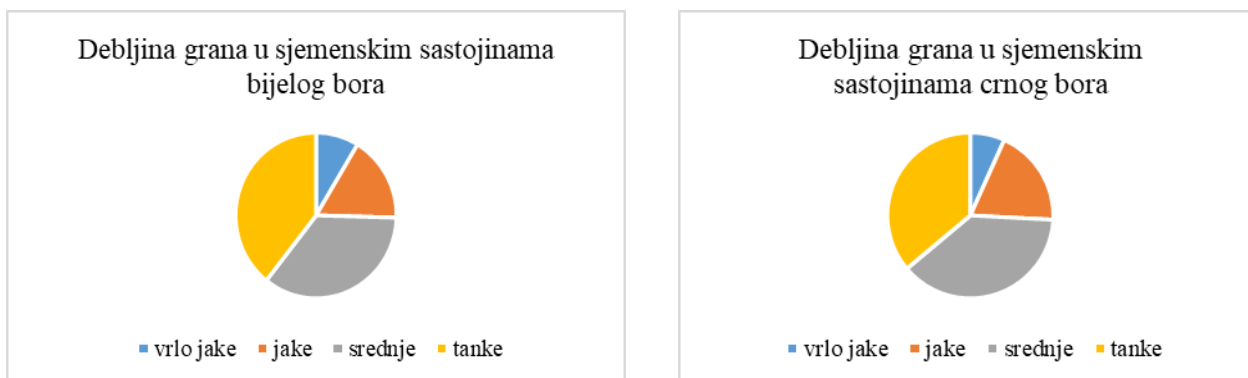 Debljina grana u sjemenskim sastojinama
bijelog bora
vrlo jake jake srednje tanke
Debljina grana u sjemenskim
sastojinama crnog bora
vrlo jake jake srednje tanke